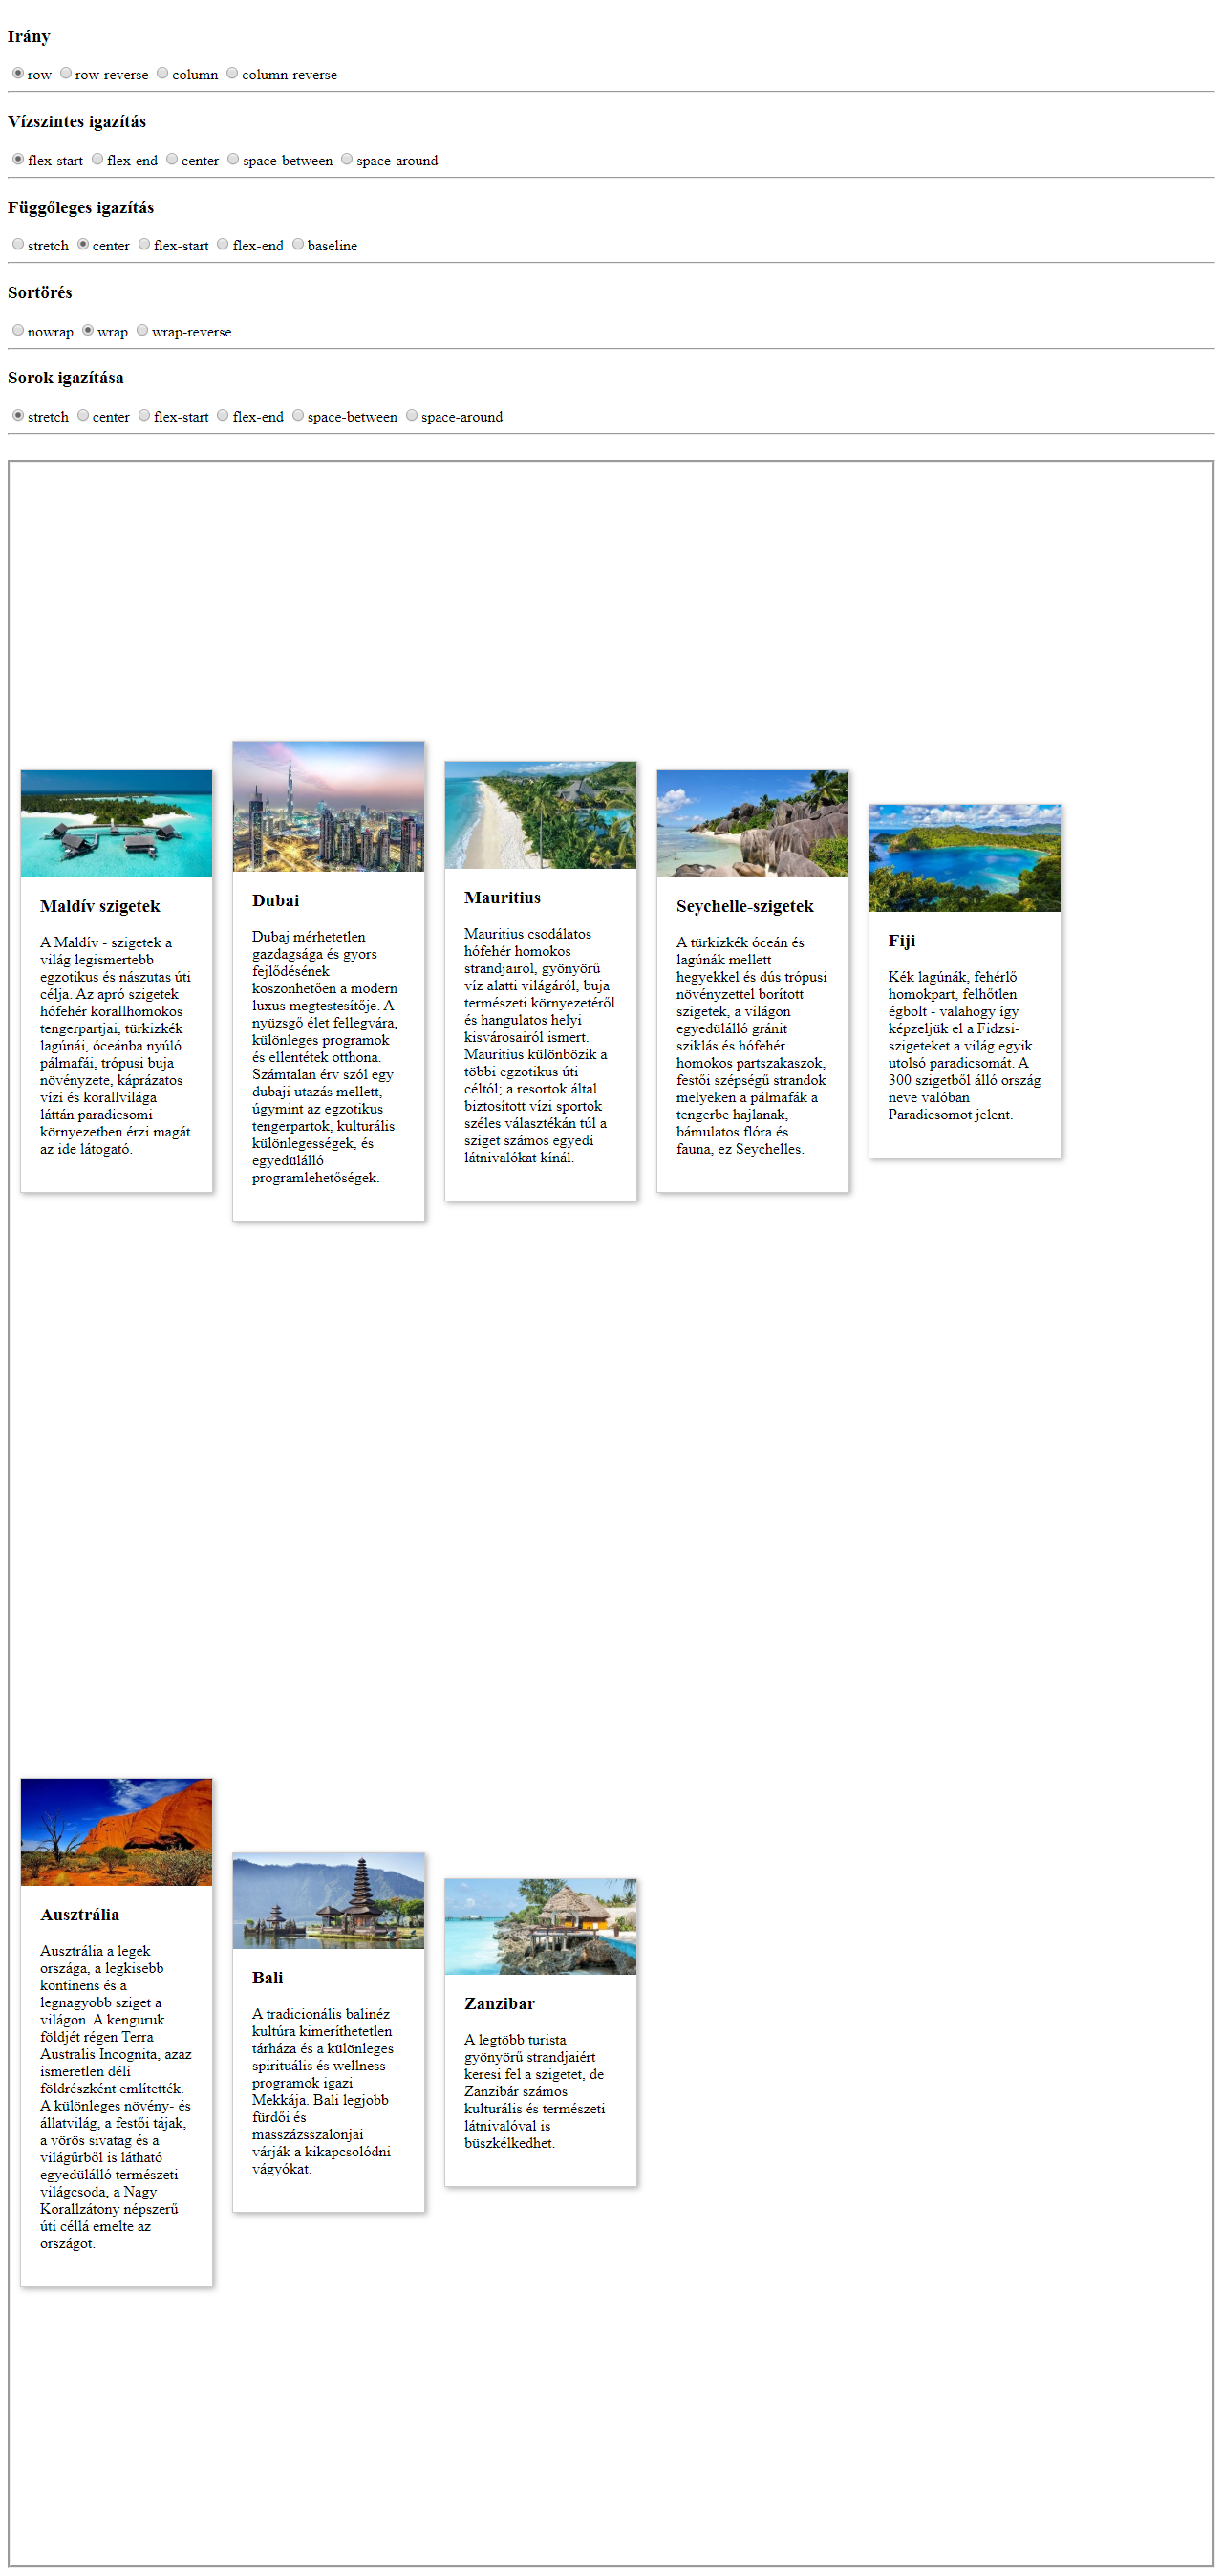 Irány
row row-reverse column column-reverse
Vízszintes igazítás
flex-start flex-end center space-between space-around
Függőleges igazítás
stretch center flex-start flex-end baseline
Sortörés
nowrap wrap wrap-reverse
Sorok igazítása
stretch center flex-start flex-end space-between space-around
Maldív szigetek
A Maldív - szigetek a
világ legismertebb
egzotikus és nászutas úti
célja. Az apró szigetek
hófehér korallhomokos
tengerpartjai, türkizkék
lagúnái, óceánba nyúló
pálmafái, trópusi buja
növényzete, káprázatos
vízi és korallvilága
láttán paradicsomi
környezetben érzi magát
az ide látogató.
Dubai
Dubaj mérhetetlen
gazdagsága és gyors
fejlődésének
köszönhetően a modern
luxus megtestesítője. A
nyüzsgő élet fellegvára,
különleges programok
és ellentétek otthona.
Számtalan érv szól egy
dubaji utazás mellett,
úgymint az egzotikus
tengerpartok, kulturális
különlegességek, és
egyedülálló
programlehetőségek.
Mauritius
Mauritius csodálatos
hófehér homokos
strandjairól, gyönyörű
víz alatti világáról, buja
természeti környezetéről
és hangulatos helyi
kisvárosairól ismert.
Mauritius különbözik a
többi egzotikus úti
céltól; a resortok által
biztosított vízi sportok
széles választékán túl a
sziget számos egyedi
látnivalókat kínál.
Seychelle-szigetek
A türkizkék óceán és
lagúnák mellett
hegyekkel és dús trópusi
növényzettel borított
szigetek, a világon
egyedülálló gránit
sziklás és hófehér
homokos partszakaszok,
festői szépségű strandok
melyeken a pálmafák a
tengerbe hajlanak,
bámulatos flóra és
fauna, ez Seychelles.
Fiji
Kék lagúnák, fehérlő
homokpart, felhőtlen
égbolt - valahogy így
képzeljük el a Fidzsi-
szigeteket a világ egyik
utolsó paradicsomát. A
300 szigetből álló ország
neve valóban
Paradicsomot jelent.
Ausztrália
Ausztrália a legek
országa, a legkisebb
kontinens és a
legnagyobb sziget a
világon. A kenguruk
földjét régen Terra
Australis Incognita, azaz
ismeretlen déli
földrészként említették.
A különleges növény- és
állatvilág, a festői tájak,
a vörös sivatag és a
világűrből is látható
egyedülálló természeti
világcsoda, a Nagy
Korallzátony népszerű
úti céllá emelte az
országot.
Bali
A tradicionális balinéz
kultúra kimeríthetetlen
tárháza és a különleges
spirituális és wellness
programok igazi
Mekkája. Bali legjobb
fürdői és
masszázsszalonjai
várják a kikapcsolódni
vágyókat.
Zanzibar
A legtöbb turista
gyönyörű strandjaiért
keresi fel a szigetet, de
Zanzibár számos
kulturális és természeti
látnivalóval is
büszkélkedhet.